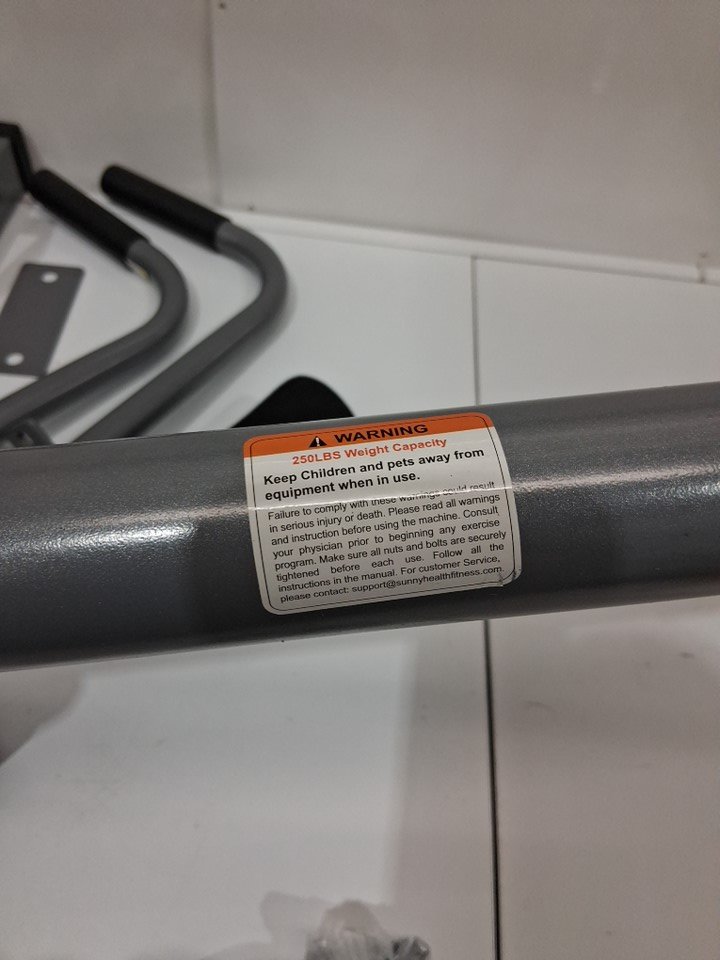 WARNING
250LBS Weight Capacity
Keep Children and pets away from
equipment when in use.
Failure to comply with these warnings could result
in serious injury or death. Please read all warnings
and instruction before using the machine. Consult
your physician prior to beginning any exercise
program. Make sure all nuts and bolts are securely
tightened before each use. Follow all the
instructions in the manual. For customer Service,
please contact: support@sunnyhealthfitness.com.